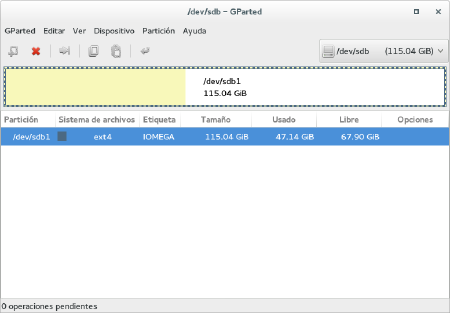 /dev/sdb - GParted
GParted Editar Ver Dispositivo Partición Ayuda
/dev/sdb (115.04 GiB)
/dev/sdb1
115.04 GiB
Partición Sistema de archivos Etiqueta Tamaño Usado Libre Opciones
/dev/sdb1 ext4 IOMEGA 115.04 GiB 47.14 GiB 67.90 GiB
0 operaciones pendientes